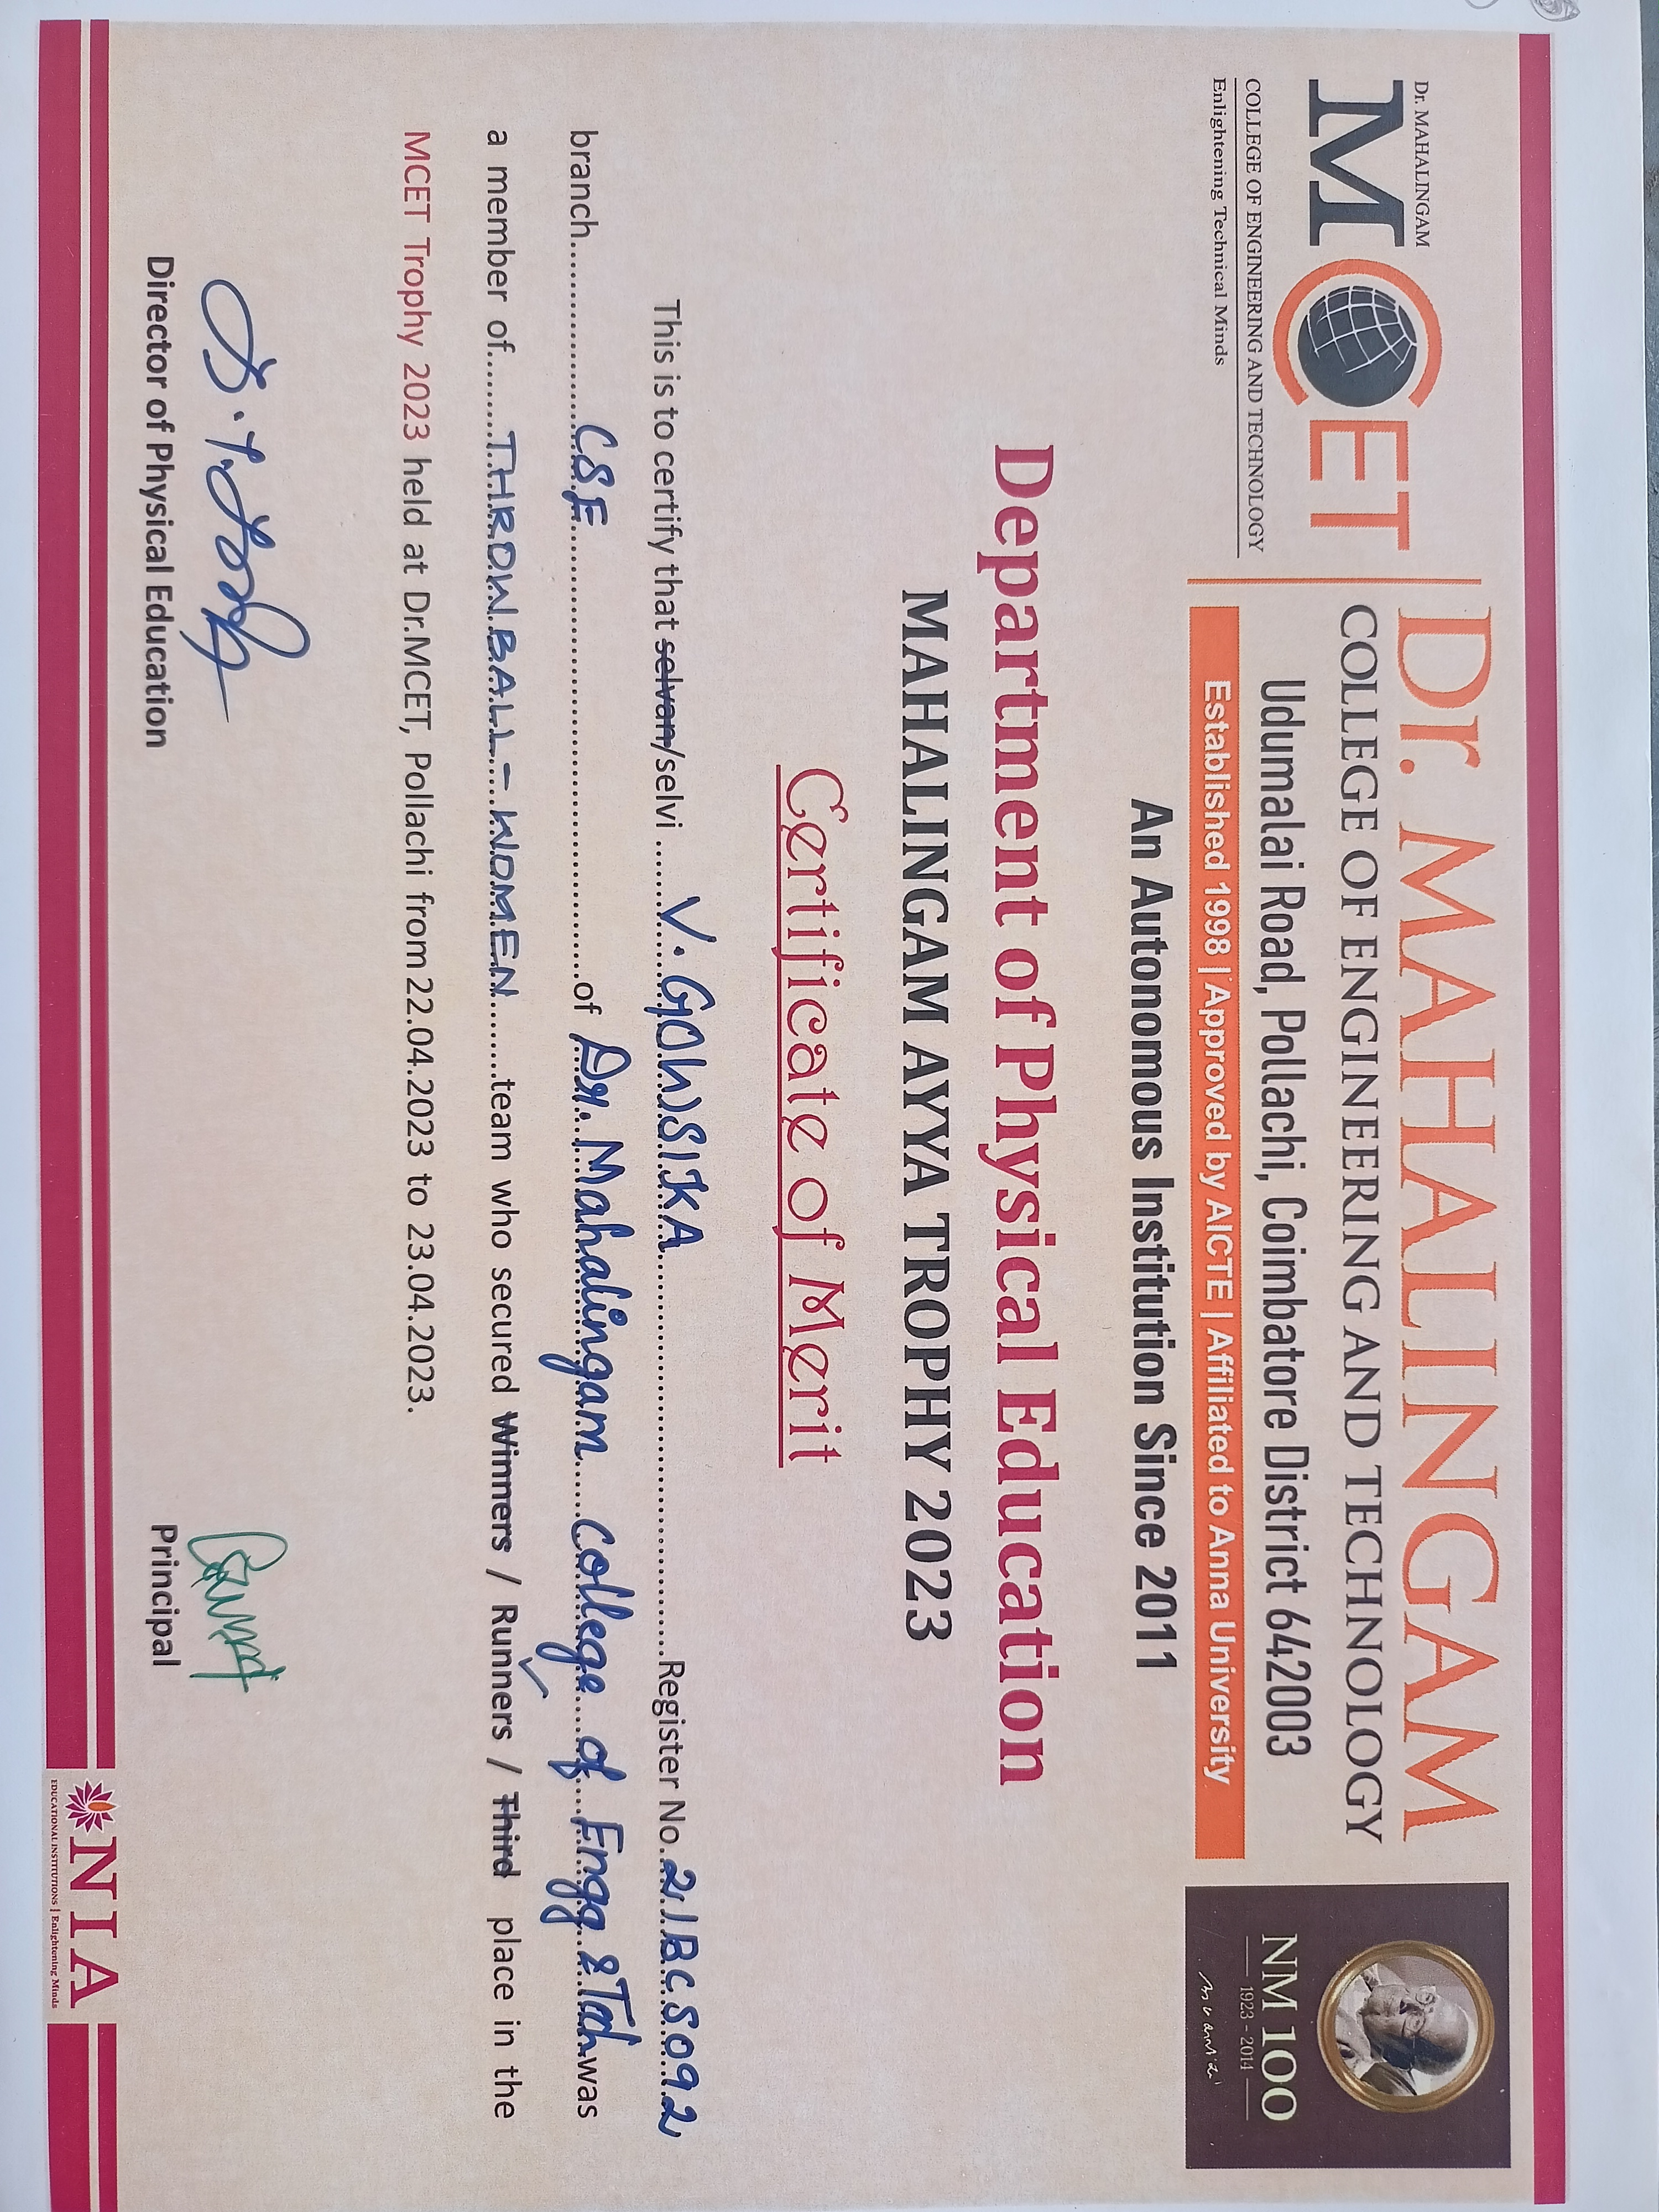 Dr. MAHALINGAM
MCET
COLLEGE OF ENGINEERING AND TECHNOLOGY
Enlightening Technical Minds
Dr. MAHALINGAM
COLLEGE OF ENGINEERING AND TECHNOLOGY
Udumalai Road, Pollachi, Coimbatore District 642003
Established 1998 | Approved by AICTE | Affiliated to Anna University
An Autonomous Institution Since 2011
NM 100
1923 - 2014
Department of Physical Education
MAHALINGAM AYYA TROPHY 2023
Certificate of Merit
This is to certify that selvan/selvi ........V. GOWSIKA........Register No. 21BCS092
branch........CSE........of Dr. Mahalingam College of Engg & Tech was
a member of........THROWBALL - WOMEN........team who secured Winners / Runners / Third place in the
MCET Trophy 2023 held at Dr.MCET, Pollachi from 22.04.2023 to 23.04.2023.
Director of Physical Education
Principal
NIA
EDUCATIONAL INSTITUTIONS | Enlightening Minds